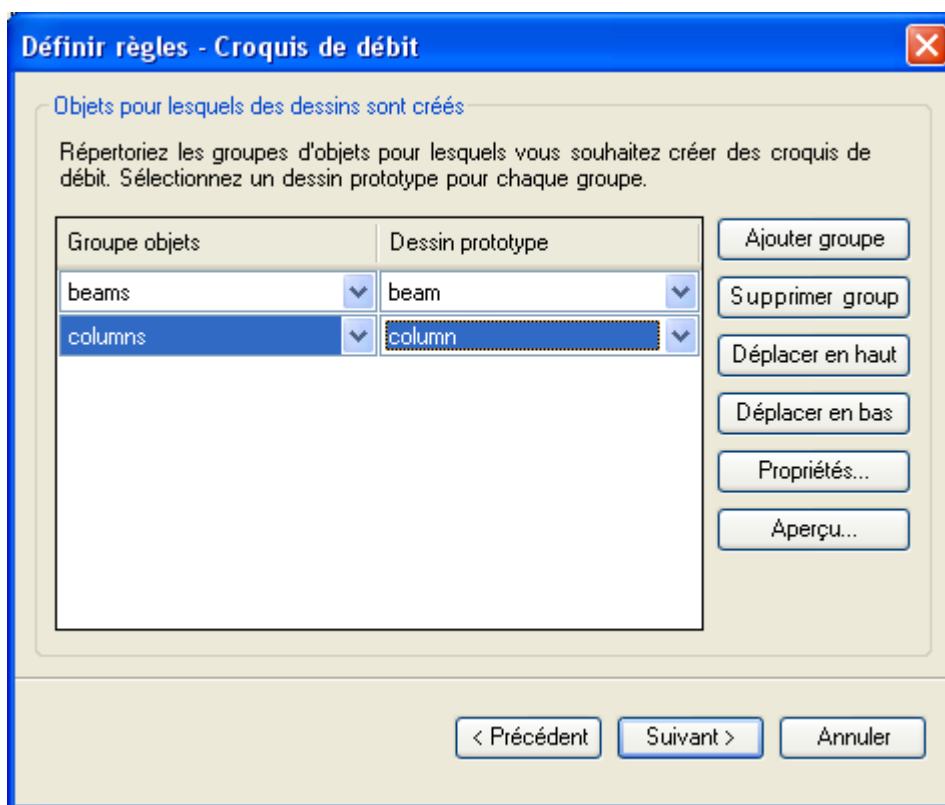 Définir règles - Croquis de débit
Objets pour lesquels des dessins sont créés
Répertoriez les groupes d'objets pour lesquels vous souhaitez créer des croquis de
débit. Sélectionnez un dessin prototype pour chaque groupe.
Groupe objets Dessin prototype
beams beam
columns column
Ajouter groupe
Supprimer group
Déplacer en haut
Déplacer en bas
Propriétés...
Aperçu...
< Précédent Suivant > Annuler